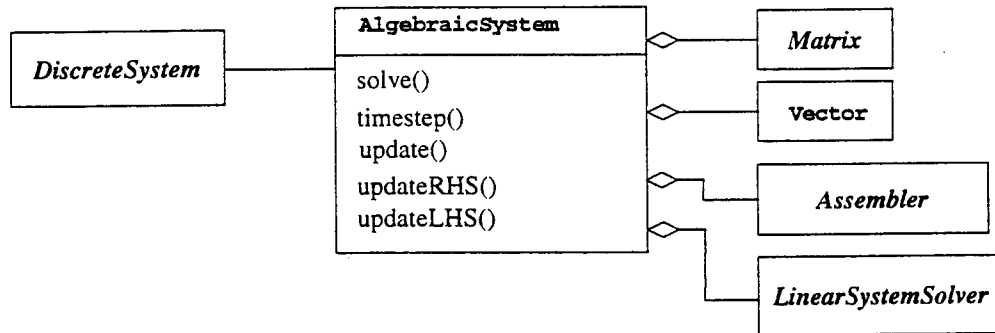 DiscreteSystem
AlgebraicSystem
solve()
timestep()
update()
updateRHS()
updateLHS()
Matrix
Vector
Assembler
LinearSystemSolver